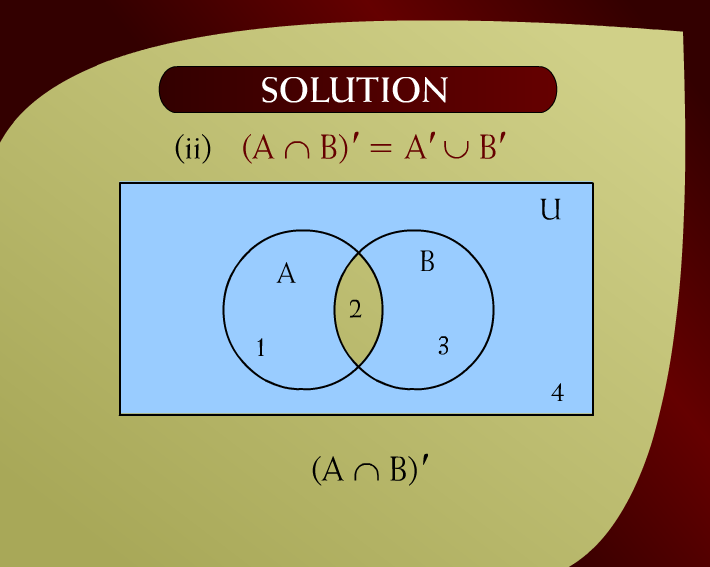 SOLUTION
(ii) (A ∩ B)′ = A′ ∪ B′
U
A B
2
1 3
4
(A ∩ B)′